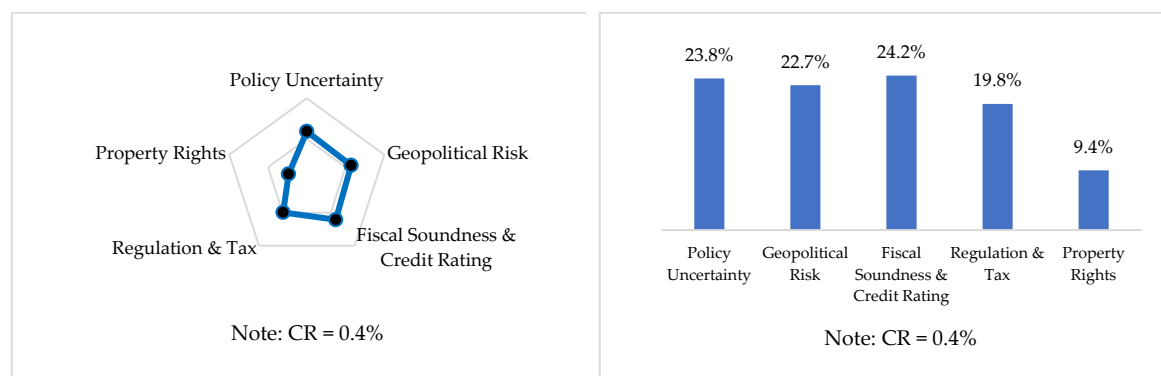 Policy Uncertainty
Property Rights
Geopolitical Risk
Regulation & Tax
Fiscal Soundness &
Credit Rating
Note: CR = 0.4%
23.8%
22.7%
24.2%
19.8%
9.4%
Policy
Uncertainty
Geopolitical
Risk
Fiscal
Soundness &
Credit Rating
Regulation &
Tax
Property
Rights
Note: CR = 0.4%